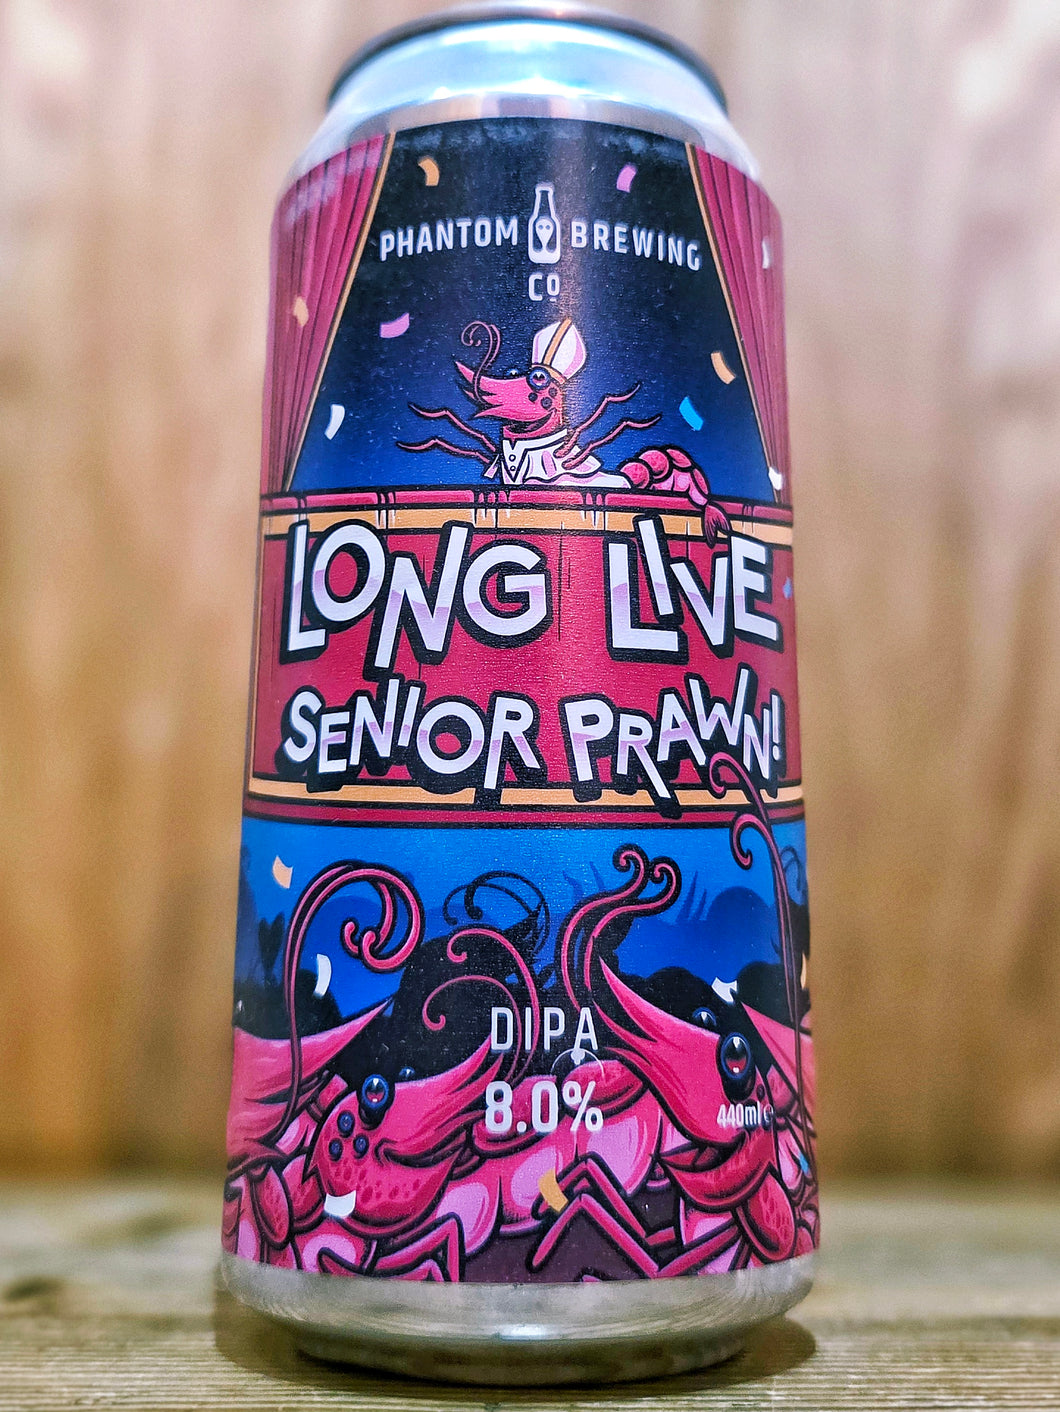 PHANTOM BREWING
CO
LONG LIVE
SENIOR PRAWN!
DIPA
8.0%
440ml e